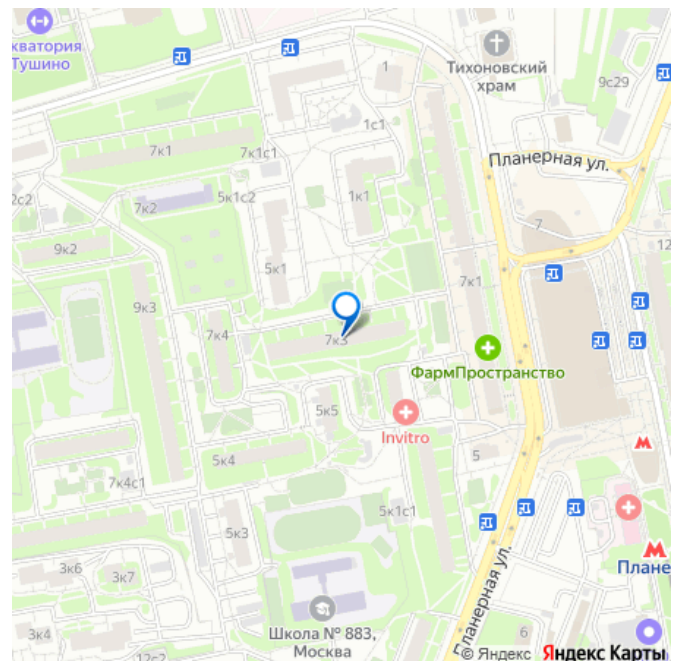 кватория
Тушино
Тихоновский
храм
9с29
1
1с1
7к1
7к1с1
Планерная ул.
2с2
5к1с2
1к1
7к2
7
9к2
12
5к1
7к1
9к3
7к4
7к3
ФармПространство
5к5
Invitro
5к4
5
7к4с1
5к1с1
5к3
3к6
3к7
Плане
Планерная ул.
Школа № 883,
Москва
3к4
6
12с2
© Яндекс Яндекс Карты